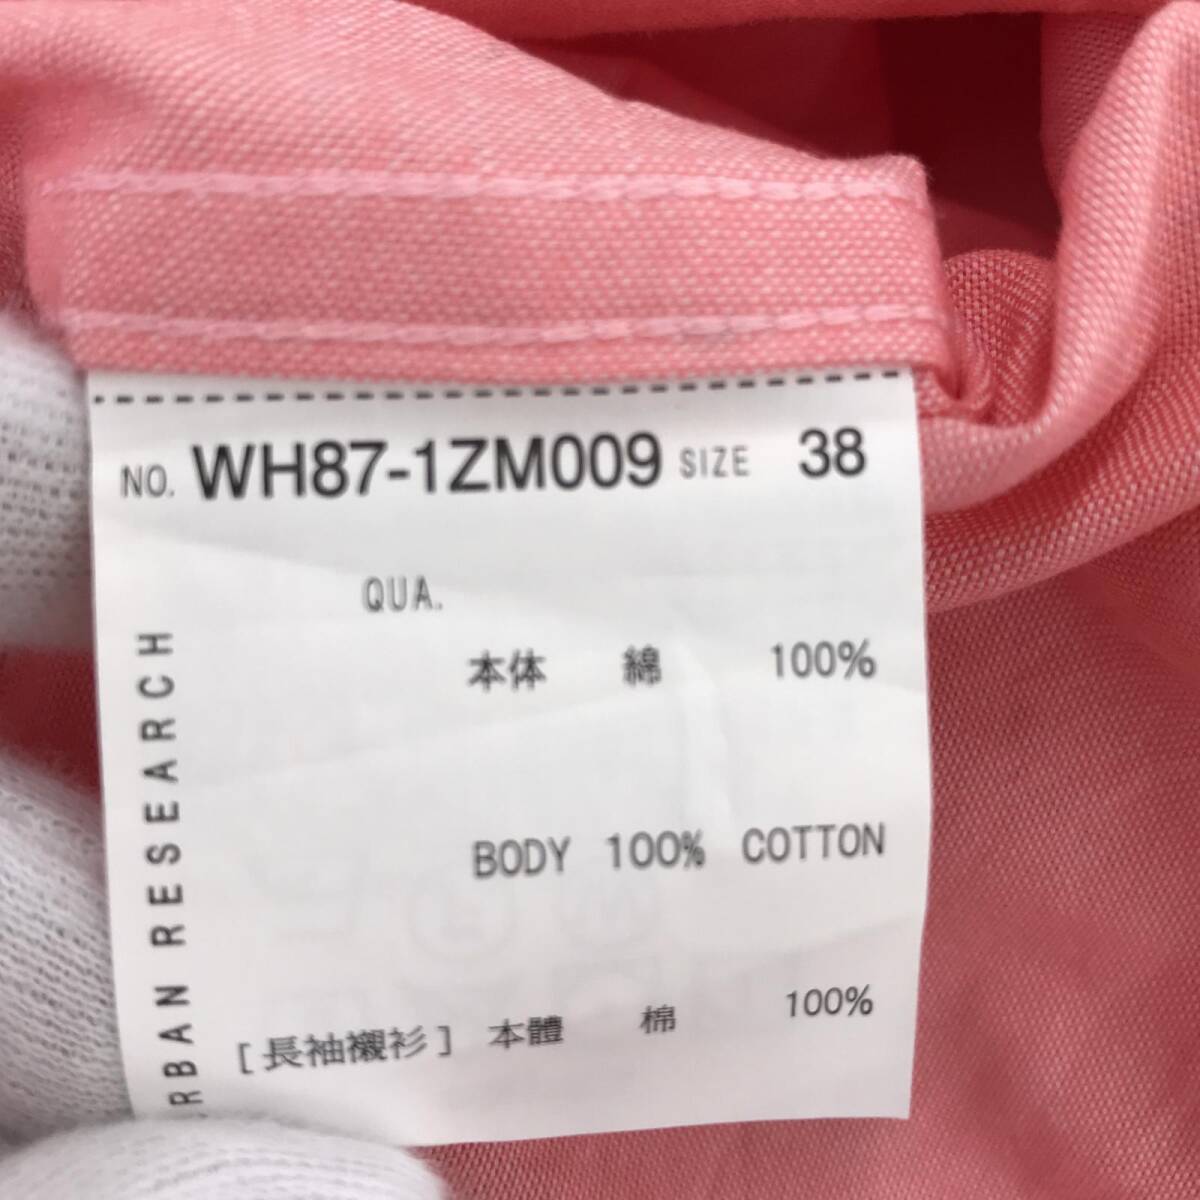 NO. WH87-1ZM009 SIZE 38
QUA.
本体 綿 100%
BODY 100% COTTON
[長袖襯衫] 本體 棉 100%
URBAN RESEARCH